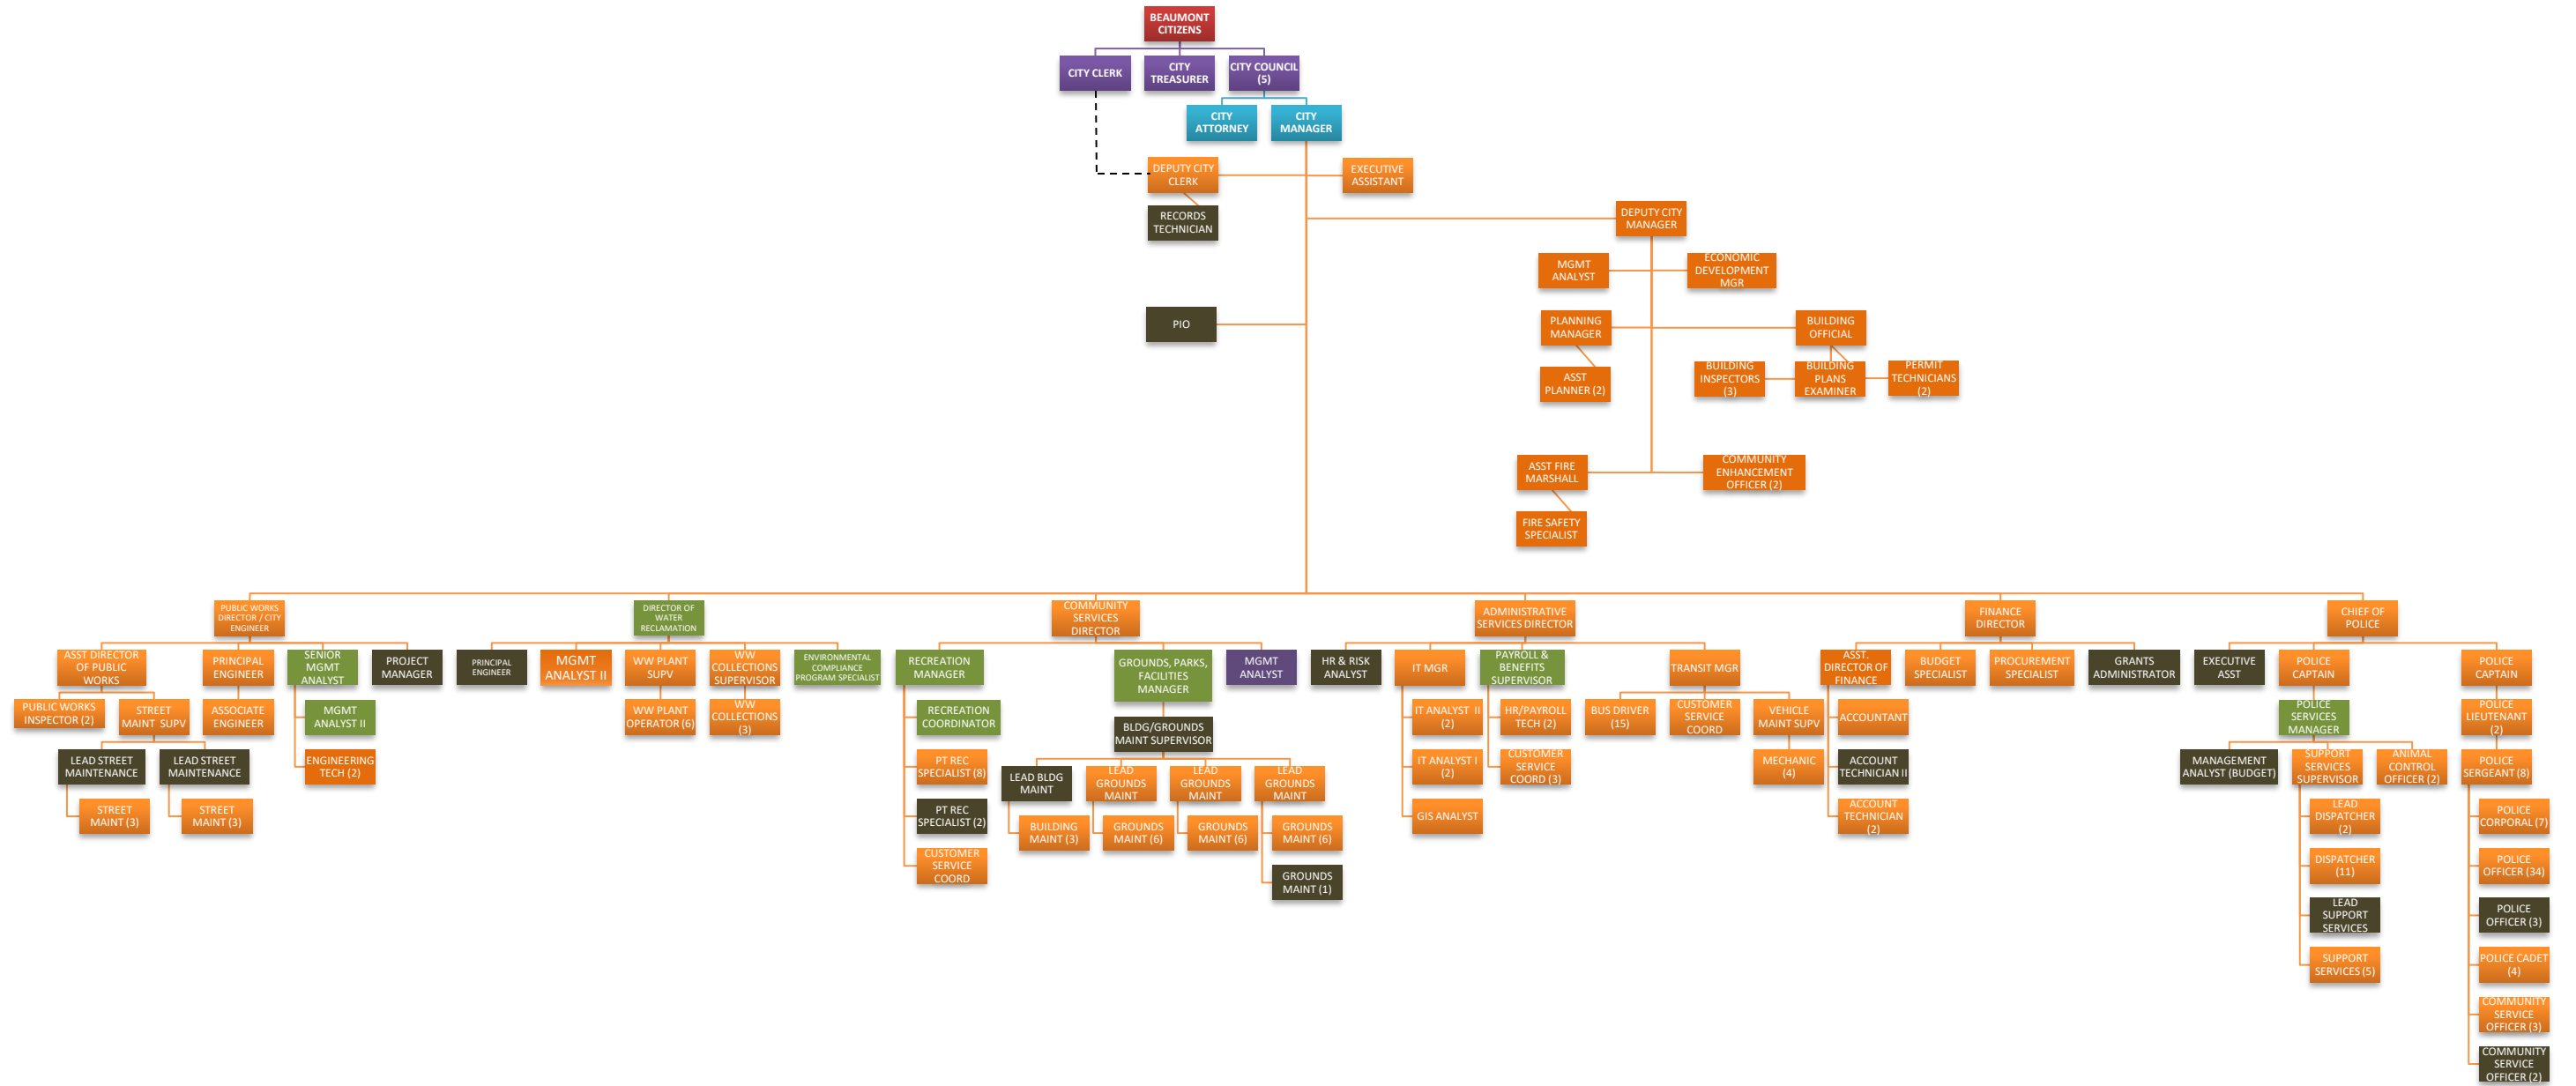 BEAUMONT
CITIZENS
CITY CLERK
CITY
TREASURER
CITY COUNCIL
(5)
CITY
ATTORNEY
CITY
MANAGER
DEPUTY CITY
CLERK
EXECUTIVE
ASSISTANT
RECORDS
TECHNICIAN
DEPUTY CITY
MANAGER
MGMT
ANALYST
ECONOMIC
DEVELOPMENT
MGR
PIO
PLANNING
MANAGER
BUILDING
OFFICIAL
ASST
PLANNER (2)
BUILDING
INSPECTORS
(3)
BUILDING
PLANS
EXAMINER
PERMIT
TECHNICIANS
(2)
ASST FIRE
MARSHALL
COMMUNITY
ENHANCEMENT
OFFICER (2)
FIRE SAFETY
SPECIALIST
PUBLIC WORKS
DIRECTOR / CITY
ENGINEER
ASST DIRECTOR
OF PUBLIC
WORKS
PRINCIPAL
ENGINEER
SENIOR
MGMT
ANALYST
PROJECT
MANAGER
PUBLIC WORKS
INSPECTOR (2)
STREET
MAINT SUPV
ASSOCIATE
ENGINEER
MGMT
ANALYST II
LEAD STREET
MAINTENANCE
LEAD STREET
MAINTENANCE
ENGINEERING
TECH (2)
STREET
MAINT (3)
STREET
MAINT (3)
DIRECTOR OF
WATER
RECLAMATION
PRINCIPAL
ENGINEER
MGMT
ANALYST II
WW PLANT
SUPV
WW
COLLECTIONS
SUPERVISOR
ENVIRONMENTAL
COMPLIANCE
PROGRAM SPECIALIST
WW PLANT
OPERATOR (6)
WW
COLLECTIONS
(3)
COMMUNITY
SERVICES
DIRECTOR
RECREATION
MANAGER
GROUNDS, PARKS,
FACILITIES
MANAGER
MGMT
ANALYST
RECREATION
COORDINATOR
BLDG/GROUNDS
MAINT SUPERVISOR
PT REC
SPECIALIST (8)
LEAD BLDG
MAINT
LEAD
GROUNDS
MAINT
LEAD
GROUNDS
MAINT
LEAD
GROUNDS
MAINT
PT REC
SPECIALIST (2)
BUILDING
MAINT (3)
GROUNDS
MAINT (6)
GROUNDS
MAINT (6)
GROUNDS
MAINT (6)
CUSTOMER
SERVICE
COORD
GROUNDS
MAINT (1)
ADMINISTRATIVE
SERVICES DIRECTOR
HR & RISK
ANALYST
IT MGR
PAYROLL &
BENEFITS
SUPERVISOR
TRANSIT MGR
IT ANALYST II
(2)
HR/PAYROLL
TECH (2)
BUS DRIVER
(15)
CUSTOMER
SERVICE
COORD
VEHICLE
MAINT SUPV
IT ANALYST I
(2)
CUSTOMER
SERVICE
COORD (3)
MECHANIC
(4)
GIS ANALYST
FINANCE
DIRECTOR
ASST.
DIRECTOR OF
FINANCE
BUDGET
SPECIALIST
PROCUREMENT
SPECIALIST
GRANTS
ADMINISTRATOR
ACCOUNTANT
ACCOUNT
TECHNICIAN II
ACCOUNT
TECHNICIAN
(2)
CHIEF OF
POLICE
EXECUTIVE
ASST
POLICE
CAPTAIN
POLICE
CAPTAIN
POLICE
SERVICES
MANAGER
POLICE
LIEUTENANT
(2)
MANAGEMENT
ANALYST (BUDGET)
SUPPORT
SERVICES
SUPERVISOR
ANIMAL
CONTROL
OFFICER (2)
POLICE
SERGEANT (8)
LEAD
DISPATCHER
(2)
POLICE
CORPORAL (7)
DISPATCHER
(11)
POLICE
OFFICER (34)
LEAD
SUPPORT
SERVICES
POLICE
OFFICER (3)
SUPPORT
SERVICES (5)
POLICE CADET
(4)
COMMUNITY
SERVICE
OFFICER (3)
COMMUNITY
SERVICE
OFFICER (2)